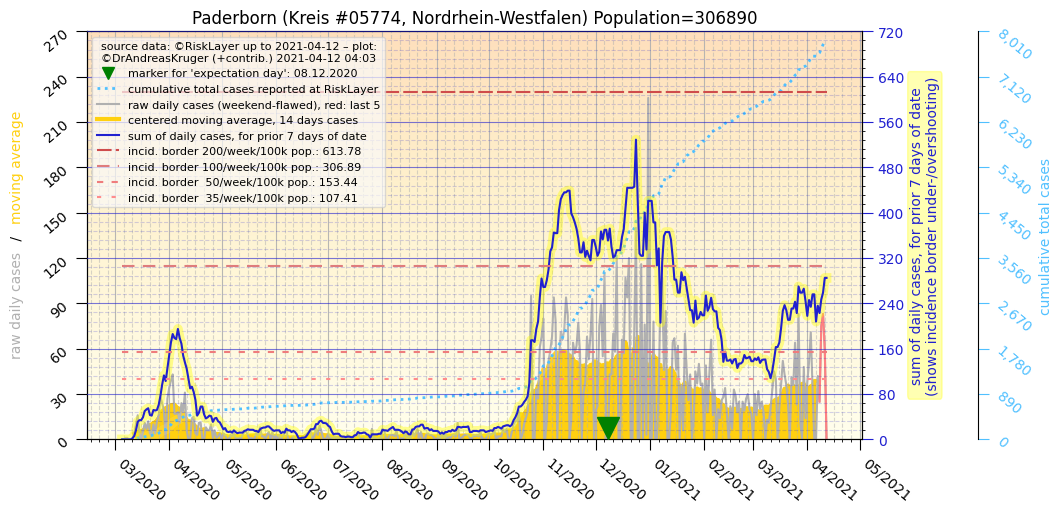 Paderborn (Kreis #05774, Nordrhein-Westfalen) Population=306890
source data: ©RiskLayer up to 2021-04-12 – plot:
©DrAndreasKruger (+contrib.) 2021-04-12 04:03
marker for 'expectation day': 08.12.2020
cumulative total cases reported at RiskLayer
raw daily cases (weekend-flawed), red: last 5
centered moving average, 14 days cases
sum of daily cases, for prior 7 days of date
incid. border 200/week/100k pop.: 613.78
incid. border 100/week/100k pop.: 306.89
incid. border 50/week/100k pop.: 153.44
incid. border 35/week/100k pop.: 107.41
raw daily cases / moving average
270
240
210
180
150
120
90
60
30
0
03/2020
04/2020
05/2020
06/2020
07/2020
08/2020
09/2020
10/2020
11/2020
12/2020
01/2021
02/2021
03/2021
04/2021
05/2021
720
640
560
480
400
320
240
160
80
0
sum of daily cases, for prior 7 days of date
(shows incidence border under-/overshooting)
8,010
7,120
6,230
5,340
4,450
3,560
2,670
1,780
890
0
cumulative total cases